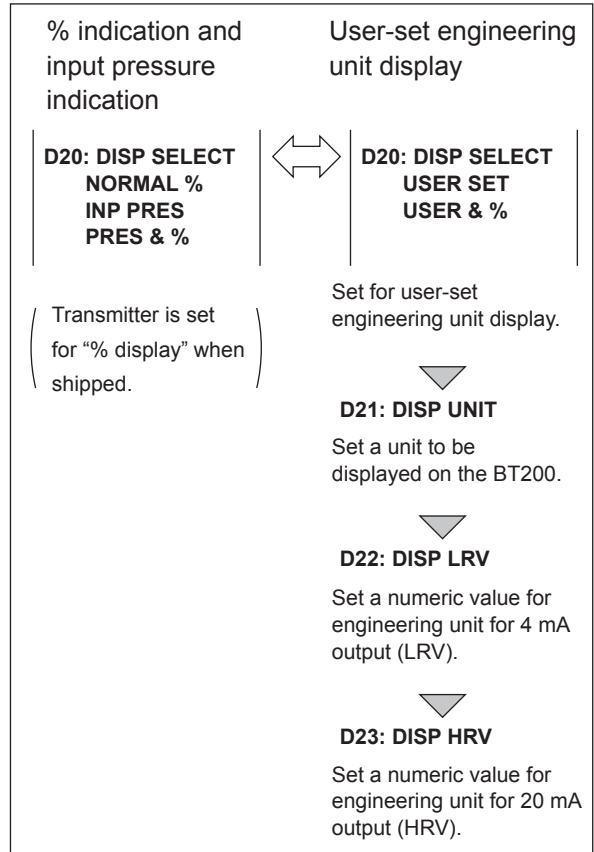 % indication and
input pressure
indication
User-set engineering
unit display
D20: DISP SELECT
NORMAL %
INP PRES
PRES & %
D20: DISP SELECT
USER SET
USER & %
Transmitter is set
for “% display” when
shipped.
Set for user-set
engineering unit display.
D21: DISP UNIT
Set a unit to be
displayed on the BT200.
D22: DISP LRV
Set a numeric value for
engineering unit for 4 mA
output (LRV).
D23: DISP HRV
Set a numeric value for
engineering unit for 20 mA
output (HRV).